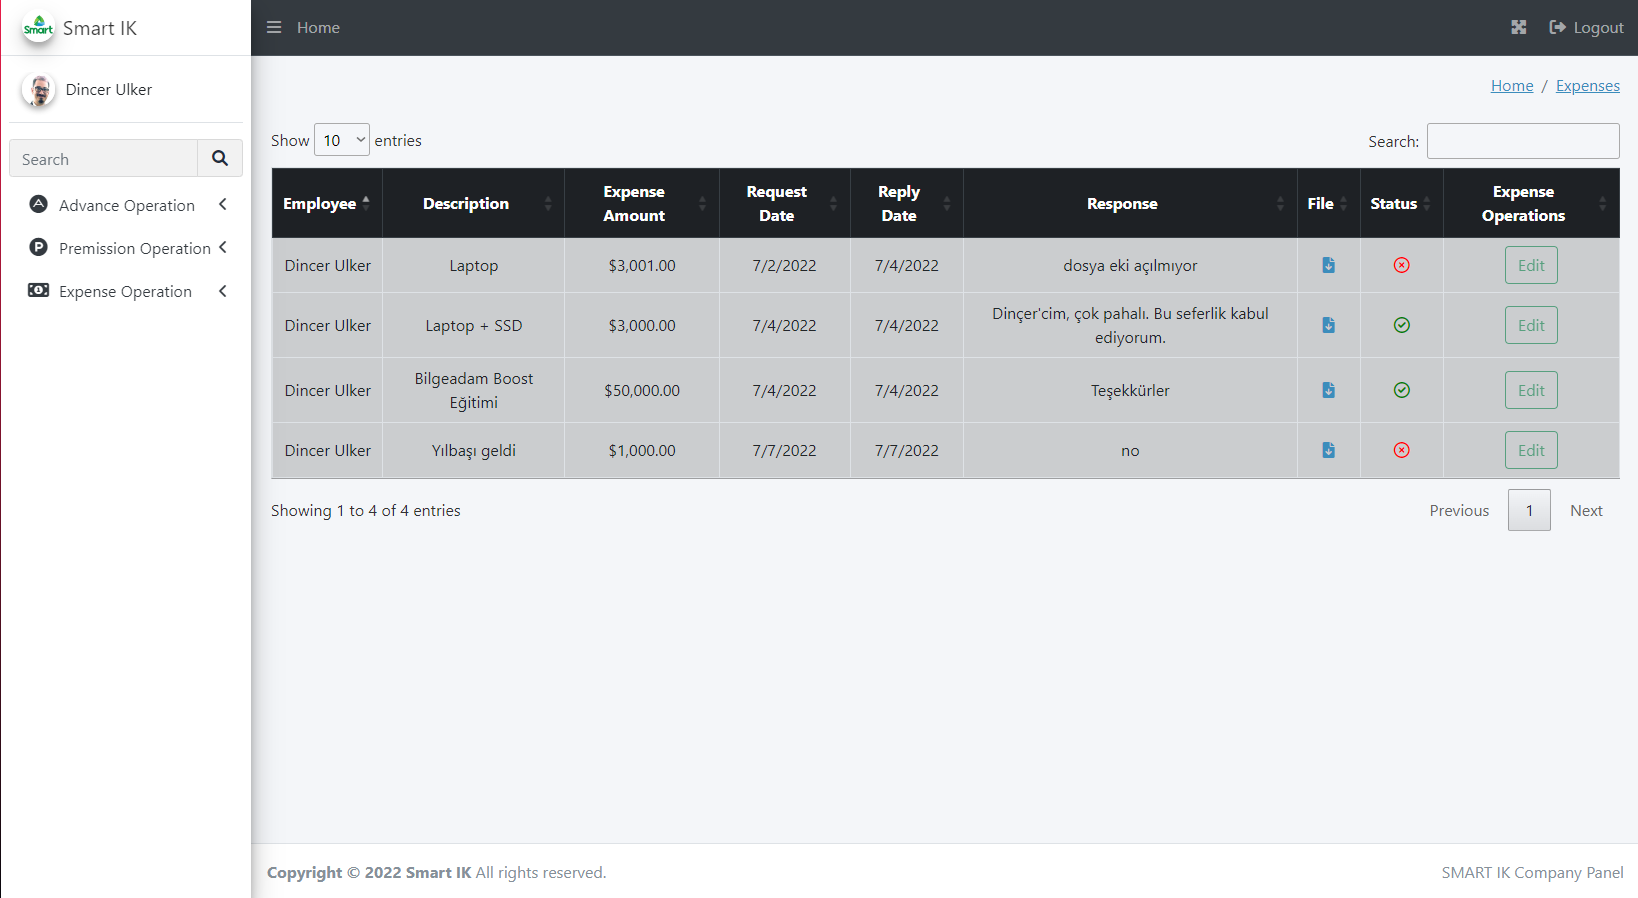 Smart
Smart IK
Home
Logout
Dincer Ulker
Home / Expenses
Search
Show 10 entries
Search:
Advance Operation
Premission Operation
Expense Operation
Employee
Description
Expense
Amount
Request
Date
Reply
Date
Response
File
Status
Expense
Operations
Dincer Ulker
Laptop
$3,001.00
7/2/2022
7/4/2022
dosya eki açılmıyor
Edit
Dincer Ulker
Laptop + SSD
$3,000.00
7/4/2022
7/4/2022
Dinçer'cim, çok pahalı. Bu seferlik kabul
ediyorum.
Edit
Dincer Ulker
Bilgeadam Boost
Eğitimi
$50,000.00
7/4/2022
7/4/2022
Teşekkürler
Edit
Dincer Ulker
Yılbaşı geldi
$1,000.00
7/7/2022
7/7/2022
no
Edit
Showing 1 to 4 of 4 entries
Previous
1
Next
Copyright © 2022 Smart IK All rights reserved.
SMART IK Company Panel